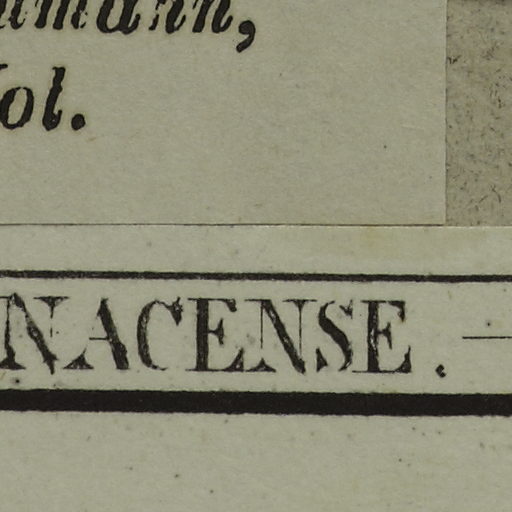 umann,
ol.
NACENSE. —